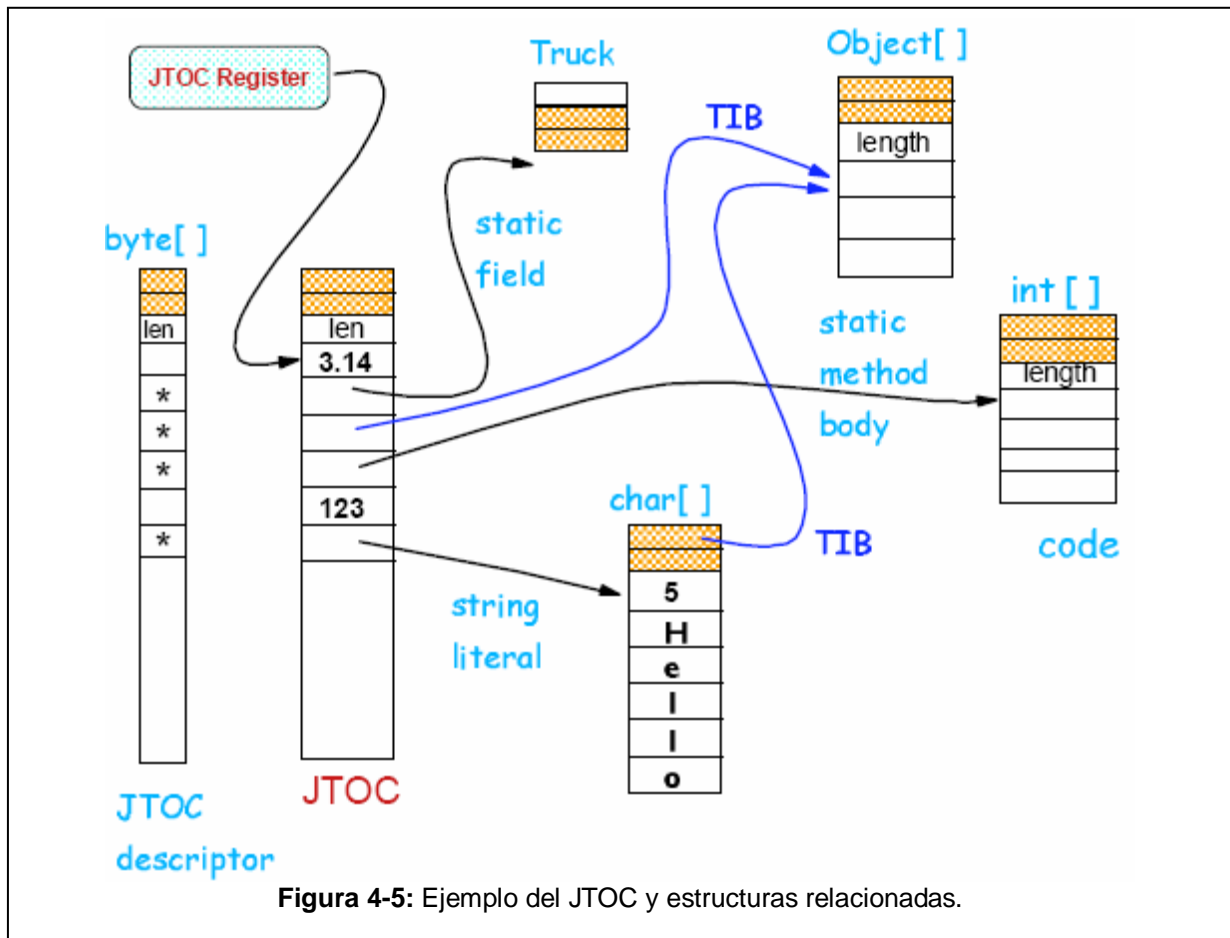 JTOC Register
Truck
Object[ ]
TIB
length
static
field
byte[ ]
len
*
*
*
*
len
3.14
123
JTOC
descriptor
JTOC
static
method
body
int [ ]
length
code
char[ ]
TIB
5
H
e
l
l
o
string
literal
Figura 4-5: Ejemplo del JTOC y estructuras relacionadas.